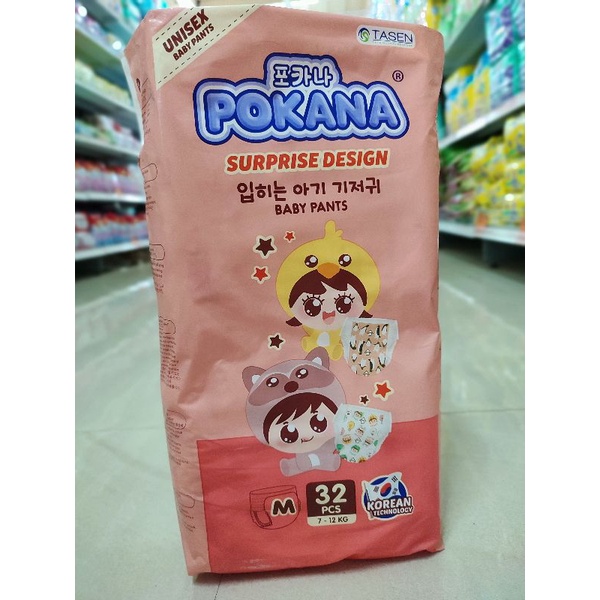 UNISEX
BABY PANTS
TASEN
포카나
POKANA®
SURPRISE DESIGN
입히는 아기 기저귀
BABY PANTS
M
32
PCS
7 - 12 KG
KOREAN
TECHNOLOGY